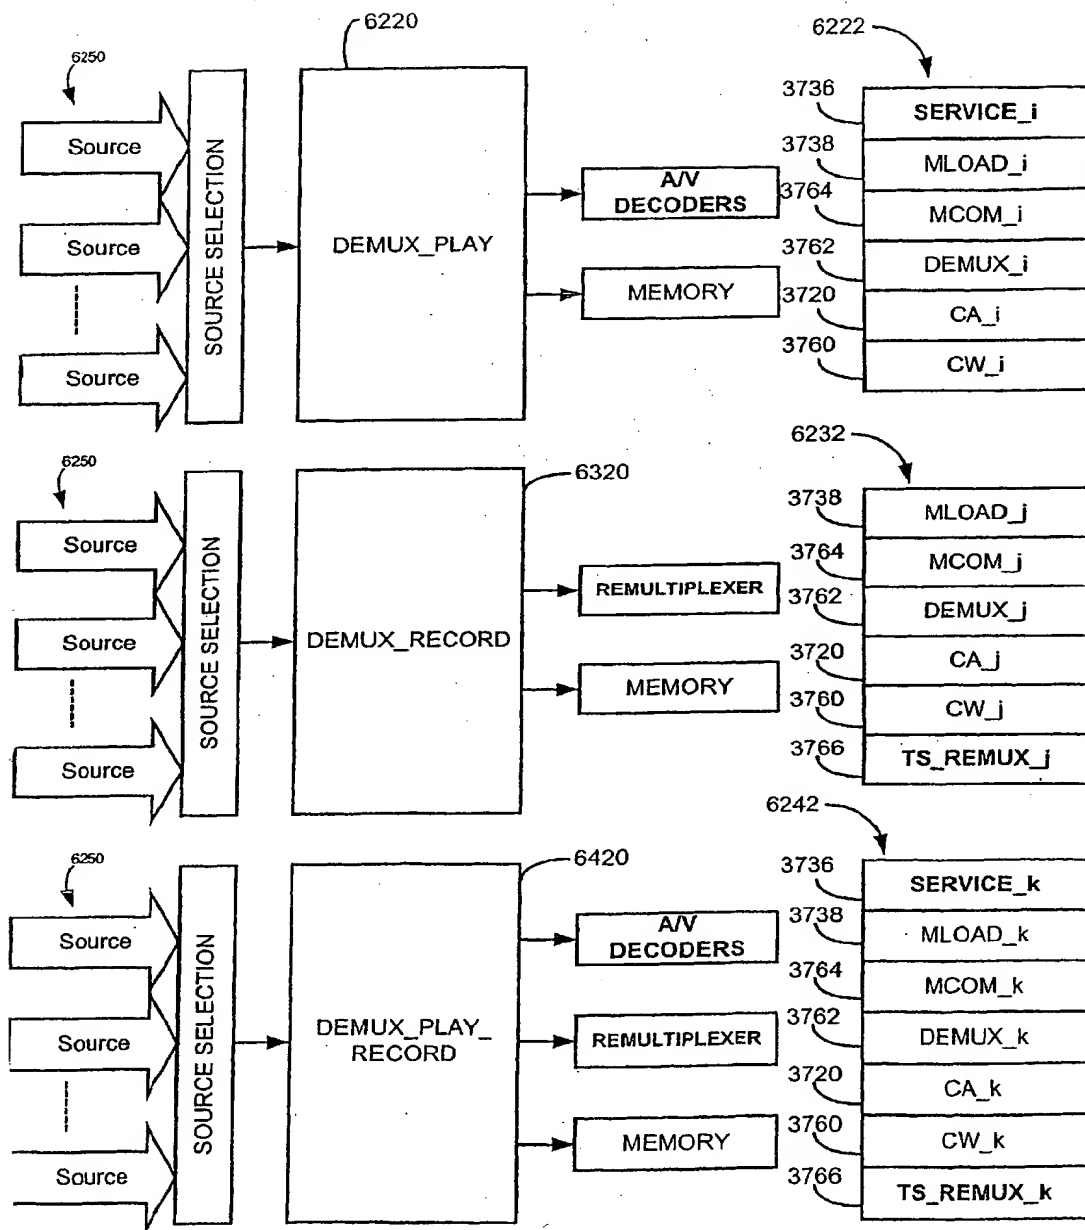 6220
6222
6250
3736
SERVICE_i
Source
3738
MLOAD_i
SOURCE SELECTION
A/V
DECODERS
3764
MCOM_i
Source
DEMUX_PLAY
3762
DEMUX_i
MEMORY
3720
CA_i
Source
3760
CW_i
6232
6250
6320
3738
MLOAD_j
Source
3764
MCOM_j
SOURCE SELECTION
REMULTIPLEXER
3762
DEMUX_j
Source
DEMUX_RECORD
3720
CA_j
MEMORY
3760
CW_j
Source
3766
TS_REMUX_j
6242
6250
6420
3736
SERVICE_k
Source
A/V
DECODERS
3738
MLOAD_k
SOURCE SELECTION
3764
MCOM_k
Source
DEMUX_PLAY_
RECORD
REMULTIPLEXER
3762
DEMUX_k
3720
CA_k
MEMORY
3760
CW_k
Source
3766
TS_REMUX_k